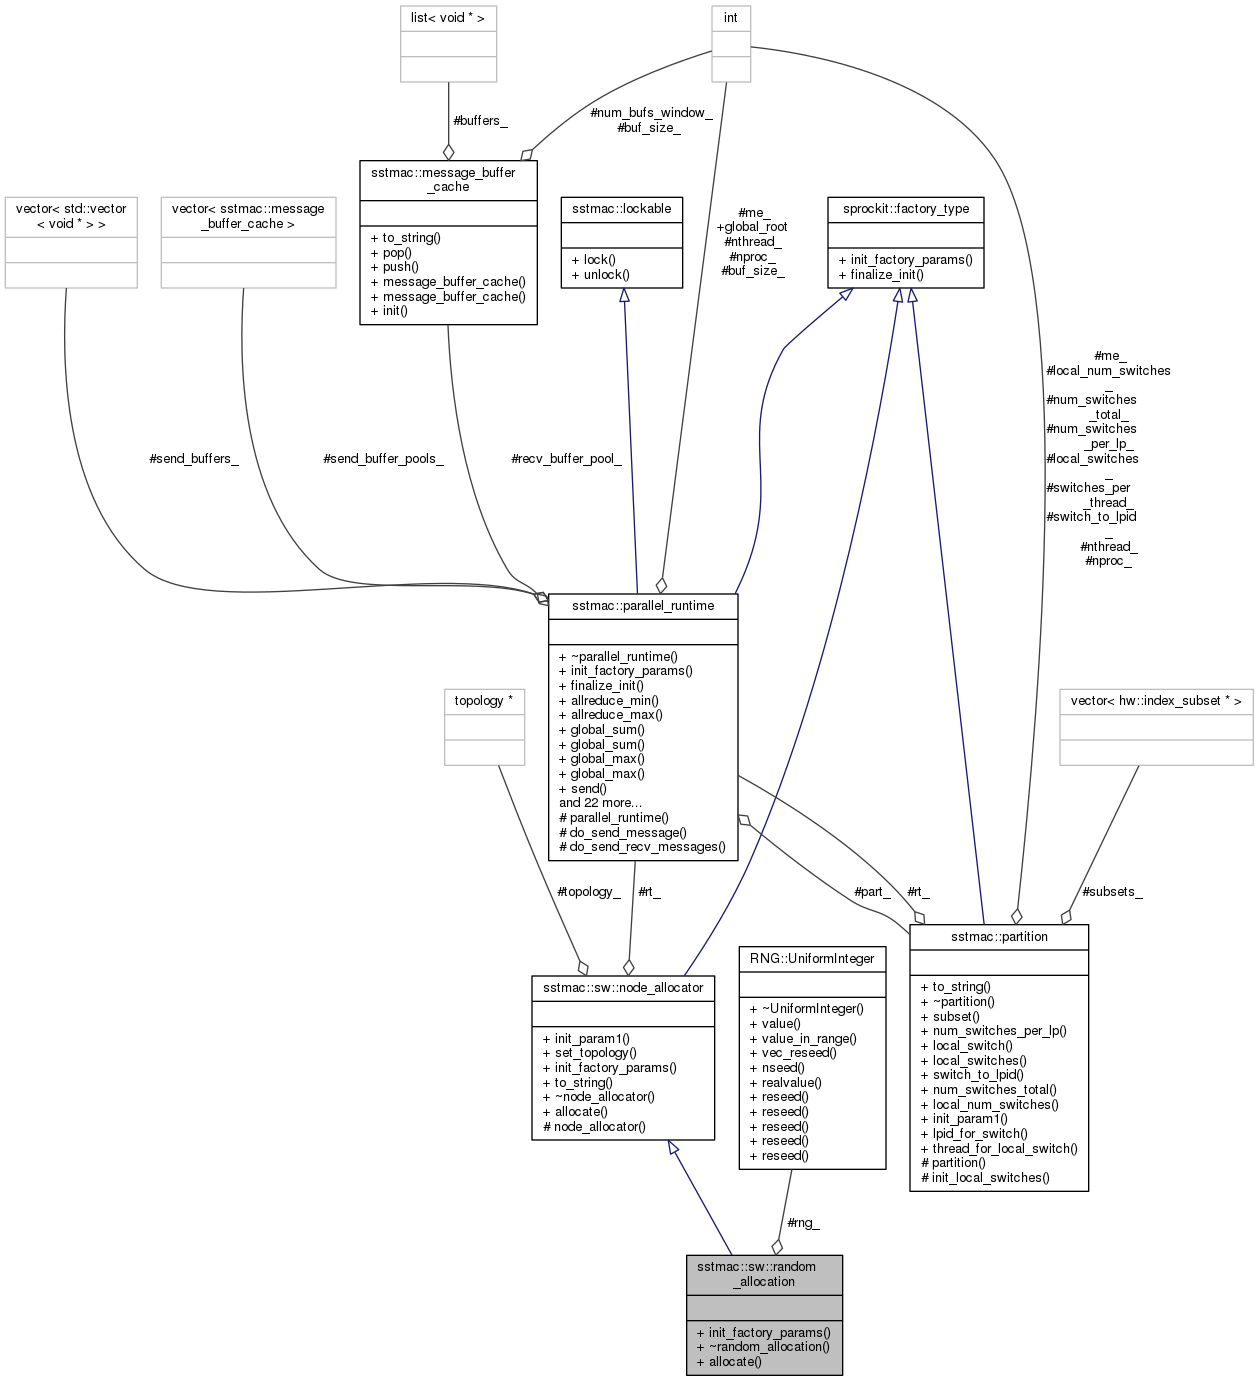 list< void * >
int
#buffers_
#num_bufs_window_
#buf_size_
sstmac::message_buffer
_cache
+ to_string()
+ pop()
+ push()
+ message_buffer_cache()
+ message_buffer_cache()
+ init()
vector< std::vector
< void * > >
vector< sstmac::message
_buffer_cache >
sstmac::lockable
+ lock()
+ unlock()
#me_
+global_root
#nthread_
#nproc_
#buf_size_
sprockit::factory_type
+ init_factory_params()
+ finalize_init()
#me_
#local_num_switches
_
#num_switches
_total_
#num_switches
_per_lp_
#local_switches
_
#switches_per
_thread_
#switch_to_lpid
_
#nthread_
#nproc_
#send_buffers_
#send_buffer_pools_
#recv_buffer_pool_
sstmac::parallel_runtime
+ ~parallel_runtime()
+ init_factory_params()
+ finalize_init()
+ allreduce_min()
+ allreduce_max()
+ global_sum()
+ global_sum()
+ global_max()
+ global_max()
+ send()
and 22 more...
# parallel_runtime()
# do_send_message()
# do_send_recv_messages()
topology *
vector< hw::index_subset * >
#topology_
#rt_
#part_
#rt_
#subsets_
sstmac::sw::node_allocator
+ init_param1()
+ set_topology()
+ init_factory_params()
+ to_string()
+ ~node_allocator()
+ allocate()
# node_allocator()
RNG::UniformInteger
+ ~UniformInteger()
+ value()
+ value_in_range()
+ vec_reseed()
+ nseed()
+ realvalue()
+ reseed()
+ reseed()
+ reseed()
+ reseed()
+ reseed()
sstmac::partition
+ to_string()
+ ~partition()
+ subset()
+ num_switches_per_lp()
+ local_switch()
+ local_switches()
+ switch_to_lpid()
+ num_switches_total()
+ local_num_switches()
+ init_param1()
+ lpid_for_switch()
+ thread_for_local_switch()
# partition()
# init_local_switches()
#rng_
sstmac::sw::random
_allocation
+ init_factory_params()
+ ~random_allocation()
+ allocate()